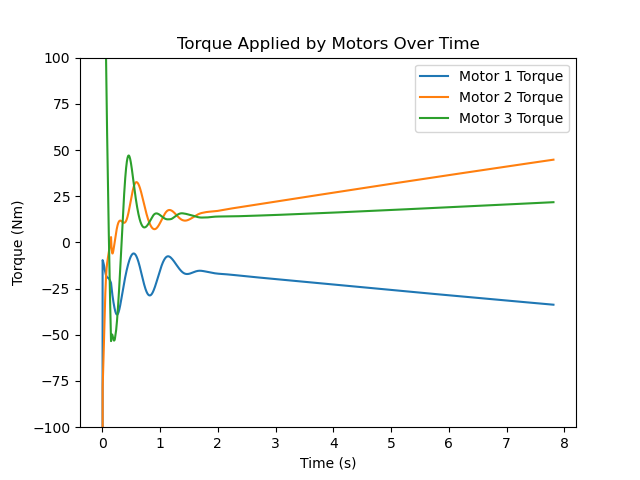 Torque Applied by Motors Over Time
Motor 1 Torque
Motor 2 Torque
Motor 3 Torque
100
75
50
25
0
−25
−50
−75
−100
Torque (Nm)
0 1 2 3 4 5 6 7 8
Time (s)